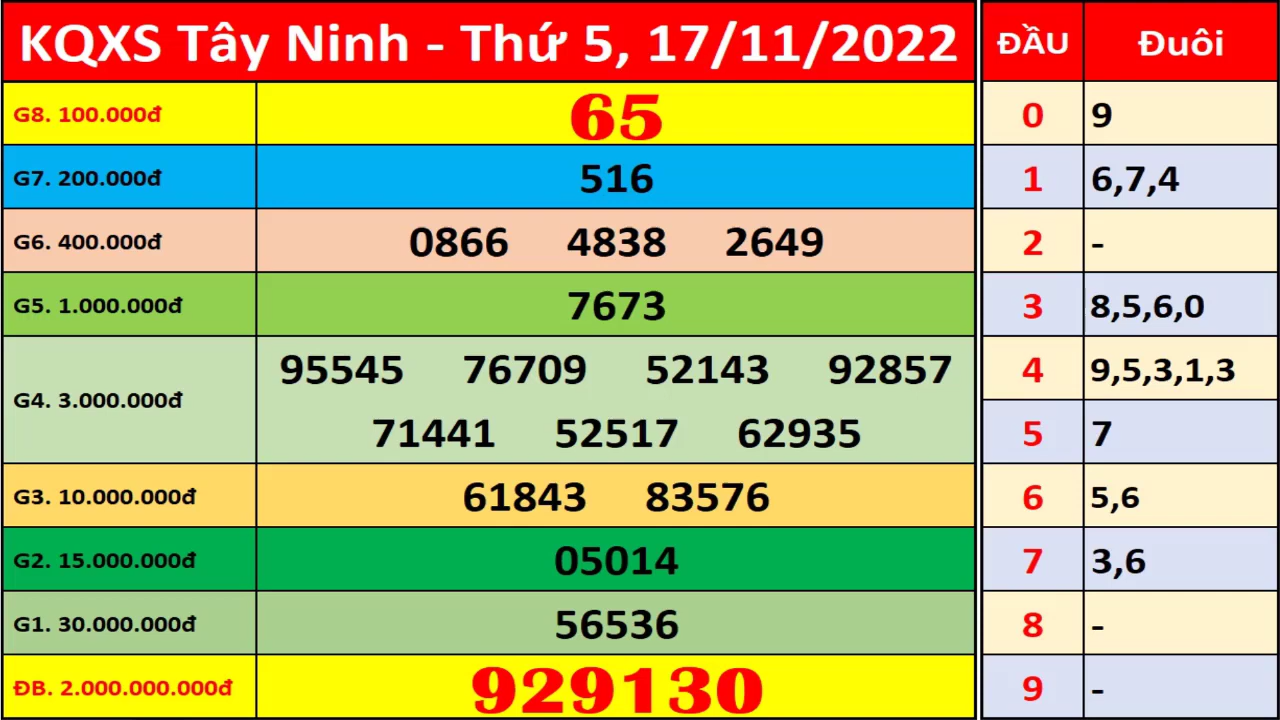 KQXS Tây Ninh - Thứ 5, 17/11/2022 ĐẦU Đuôi
G8. 100.000đ 65 0 9
G7. 200.000đ 516 1 6,7,4
G6. 400.000đ 0866 4838 2649 2 -
G5. 1.000.000đ 7673 3 8,5,6,0
G4. 3.000.000đ 95545 76709 52143 92857 4 9,5,3,1,3
71441 52517 62935 5 7
G3. 10.000.000đ 61843 83576 6 5,6
G2. 15.000.000đ 05014 7 3,6
G1. 30.000.000đ 56536 8 -
ĐB. 2.000.000.000đ 929130 9 -